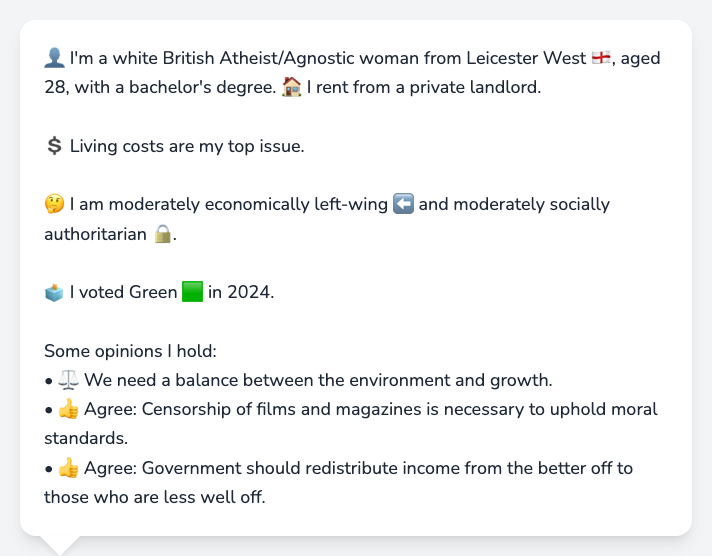 👤 I'm a white British Atheist/Agnostic woman from Leicester West 🏴󠁧󠁢󠁥󠁮󠁧󠁿, aged
28, with a bachelor's degree. 🏠 I rent from a private landlord.
💲 Living costs are my top issue.
🤔 I am moderately economically left-wing ⬅️ and moderately socially
authoritarian 🔒.
🗳️ I voted Green 🟩 in 2024.
Some opinions I hold:
• ⚖️ We need a balance between the environment and growth.
• 👍 Agree: Censorship of films and magazines is necessary to uphold moral
standards.
• 👍 Agree: Government should redistribute income from the better off to
those who are less well off.